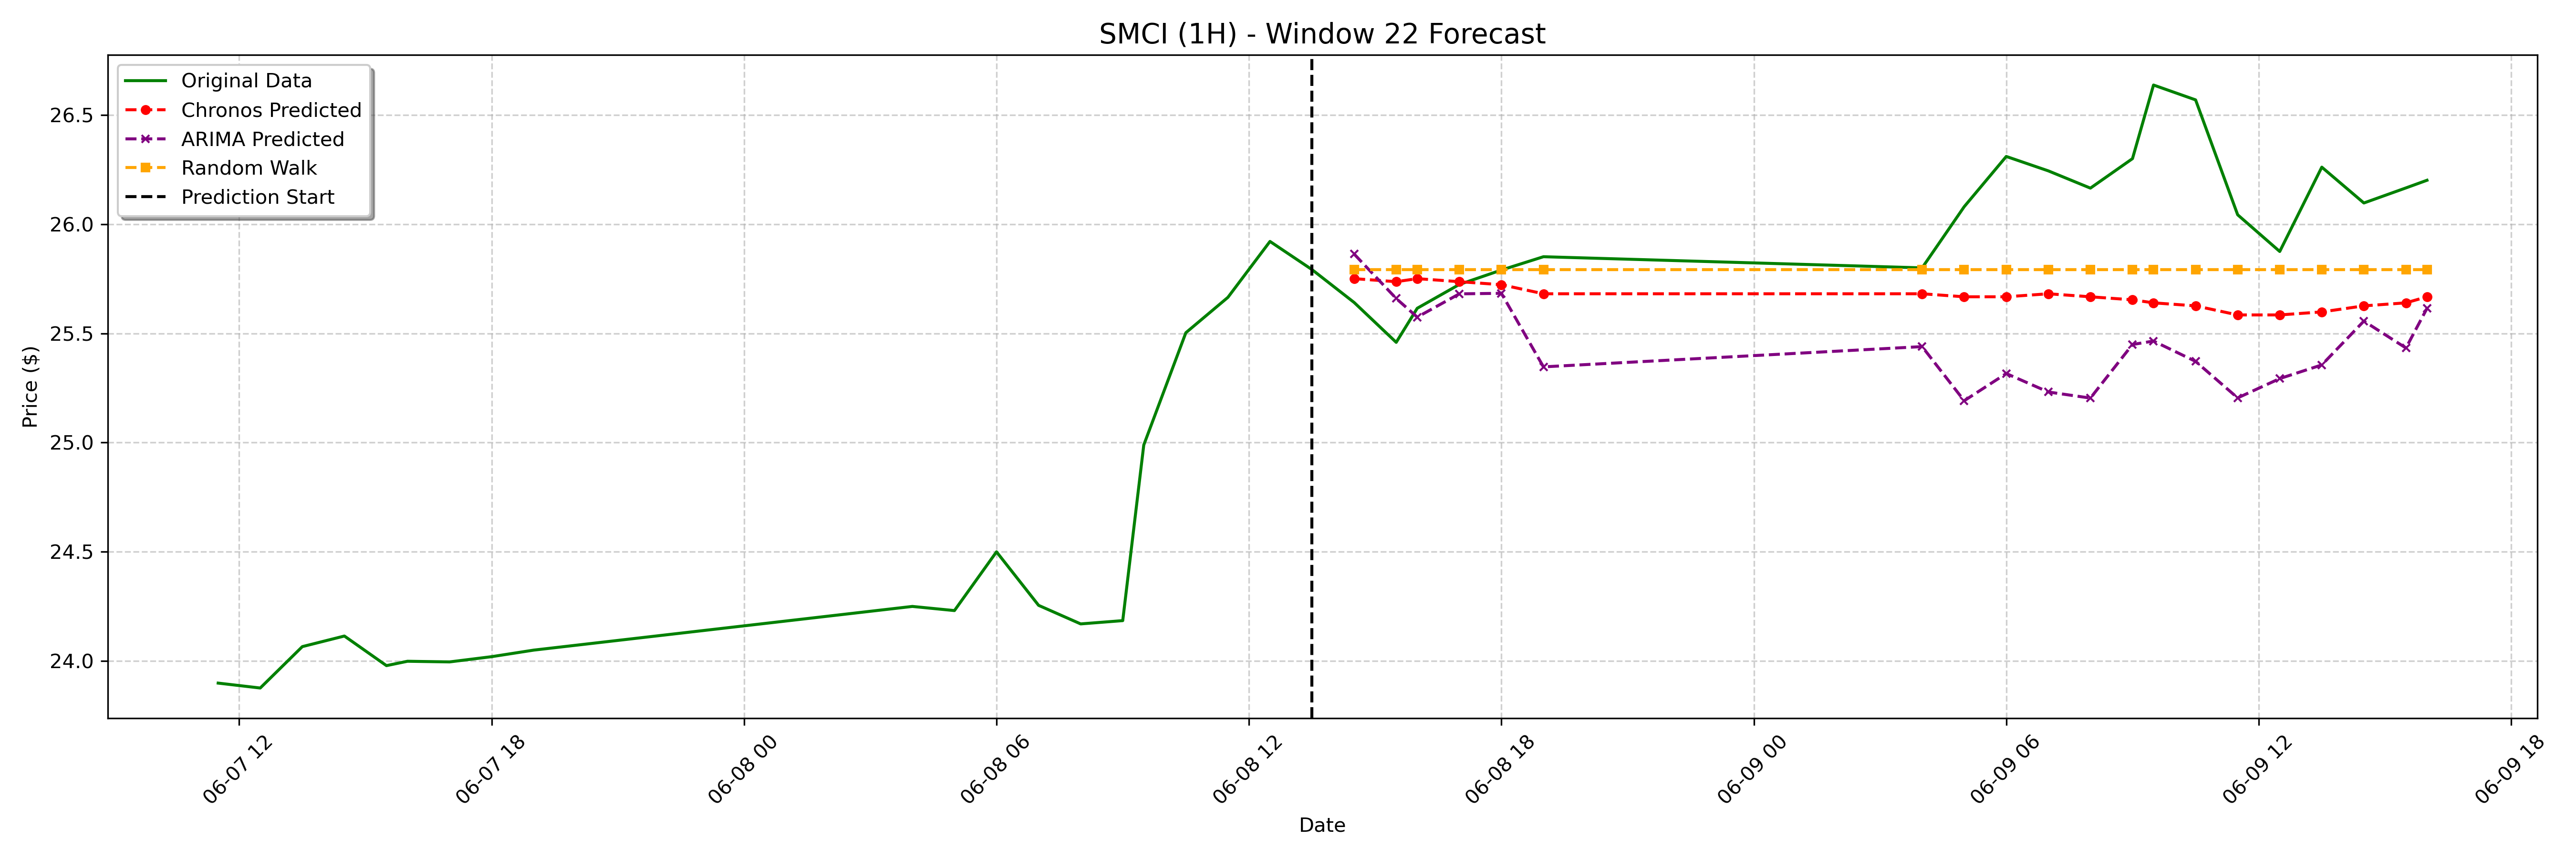 SMCI (1H) - Window 22 Forecast
Original Data
Chronos Predicted
ARIMA Predicted
Random Walk
Prediction Start
Price ($)
26.5
26.0
25.5
25.0
24.5
24.0
06-07 12
06-07 18
06-08 00
06-08 06
06-08 12
06-08 18
06-09 00
06-09 06
06-09 12
06-09 18
Date